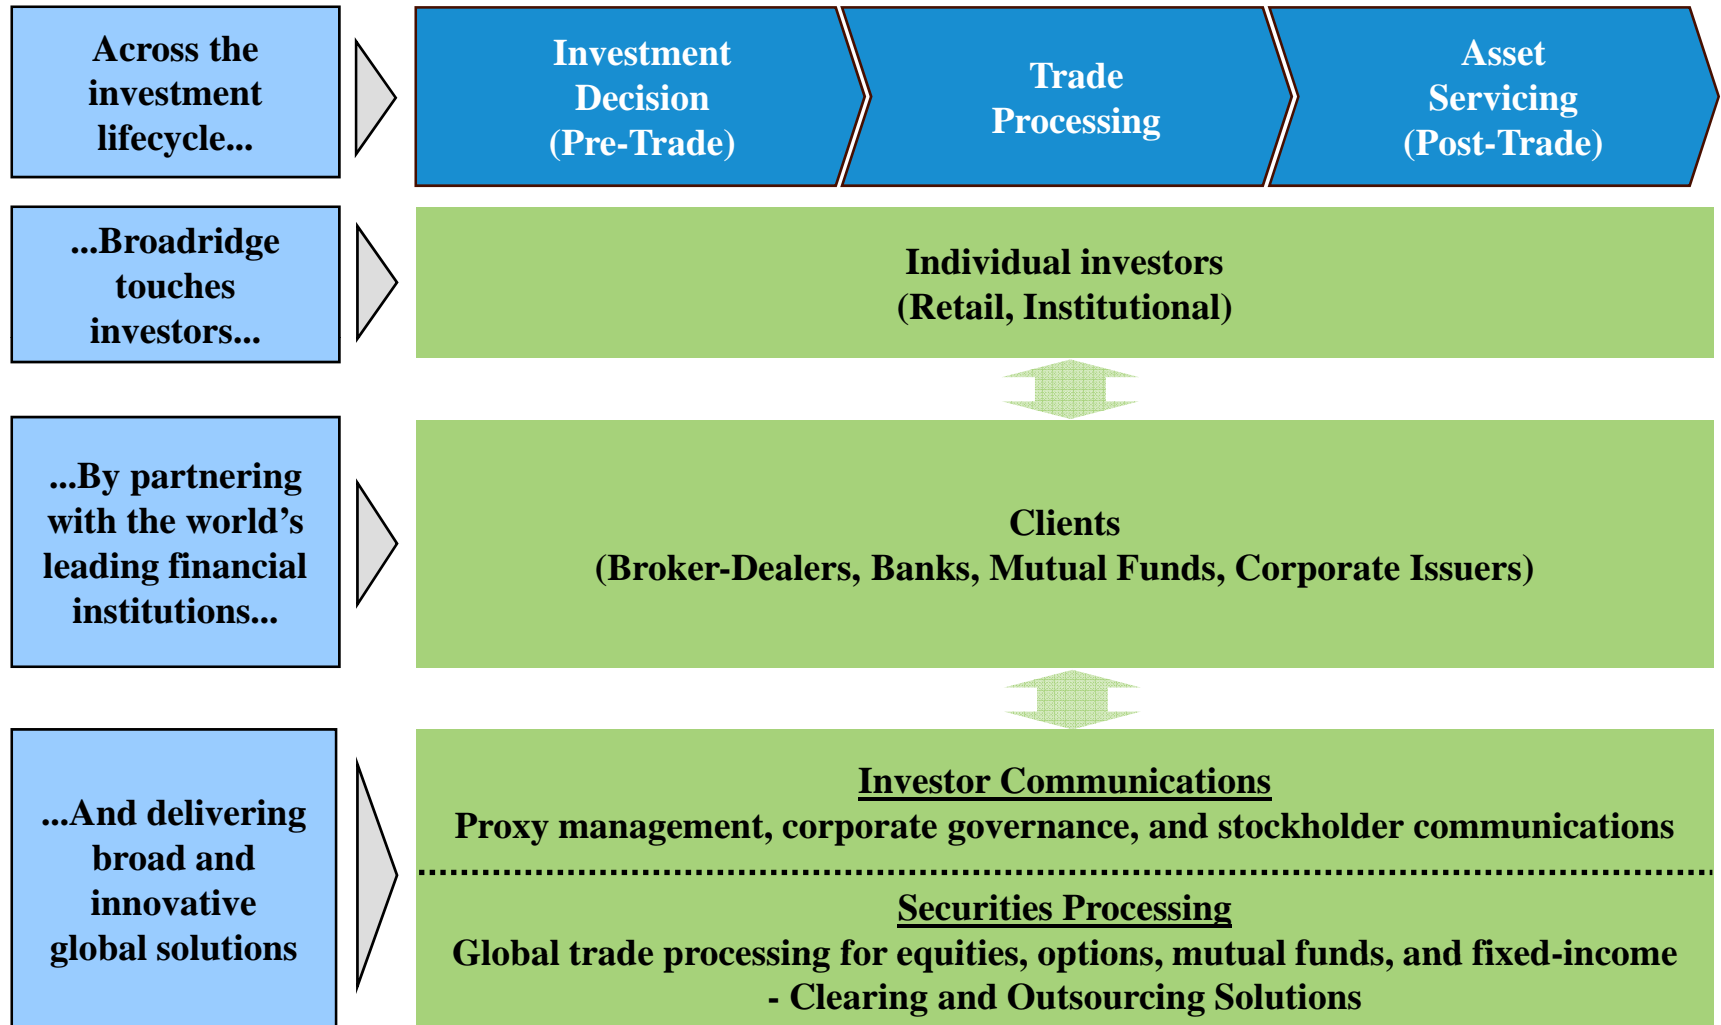 Across the
investment
lifecycle...
Investment
Decision
(Pre-Trade)
Trade
Processing
Asset
Servicing
(Post-Trade)
...Broadridge
touches
investors...
Individual investors
(Retail, Institutional)
...By partnering
with the world’s
leading financial
institutions...
Clients
(Broker-Dealers, Banks, Mutual Funds, Corporate Issuers)
...And delivering
broad and
innovative
global solutions
Investor Communications
Proxy management, corporate governance, and stockholder communications
Securities Processing
Global trade processing for equities, options, mutual funds, and fixed-income
- Clearing and Outsourcing Solutions